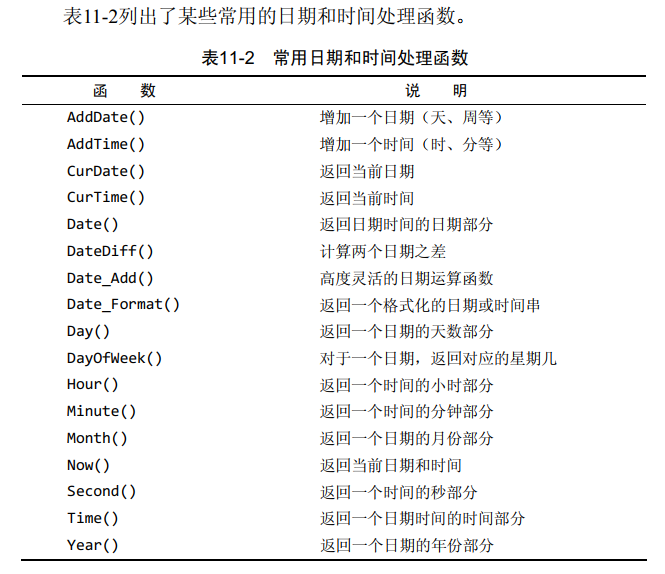 表11-2列出了某些常用的日期和时间处理函数。
表11-2 常用日期和时间处理函数
函 数 说 明
AddDate() 增加一个日期（天、周等）
AddTime() 增加一个时间（时、分等）
CurDate() 返回当前日期
CurTime() 返回当前时间
Date() 返回日期时间的日期部分
DateDiff() 计算两个日期之差
Date_Add() 高度灵活的日期运算函数
Date_Format() 返回一个格式化的日期或时间串
Day() 返回一个日期的天数部分
DayOfWeek() 对于一个日期，返回对应的星期几
Hour() 返回一个时间的小时部分
Minute() 返回一个时间的分钟部分
Month() 返回一个日期的月份部分
Now() 返回当前日期和时间
Second() 返回一个时间的秒部分
Time() 返回一个日期时间的时间部分
Year() 返回一个日期的年份部分